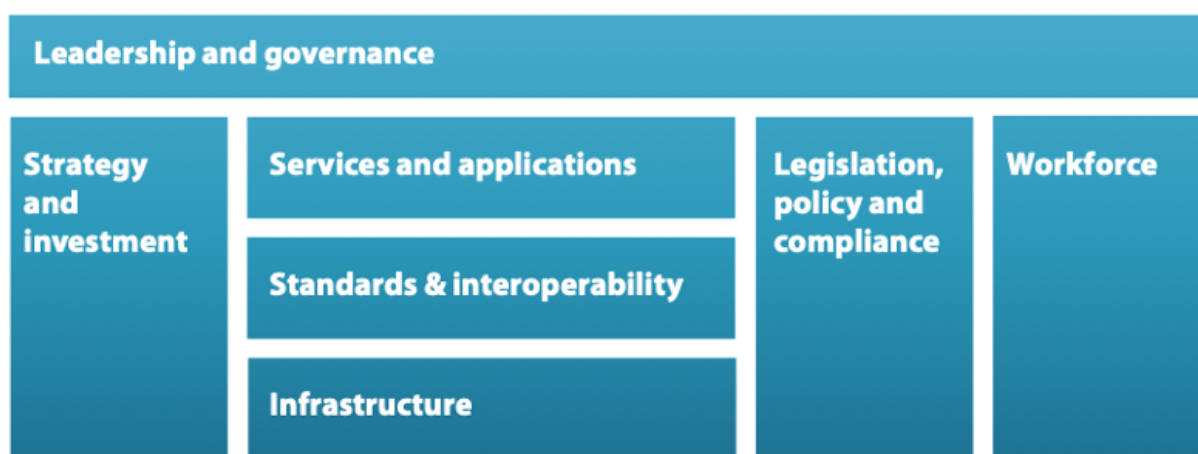 Leadership and governance
Strategy
and
investment
Services and applications
Standards & interoperability
Infrastructure
Legislation,
policy and
compliance
Workforce